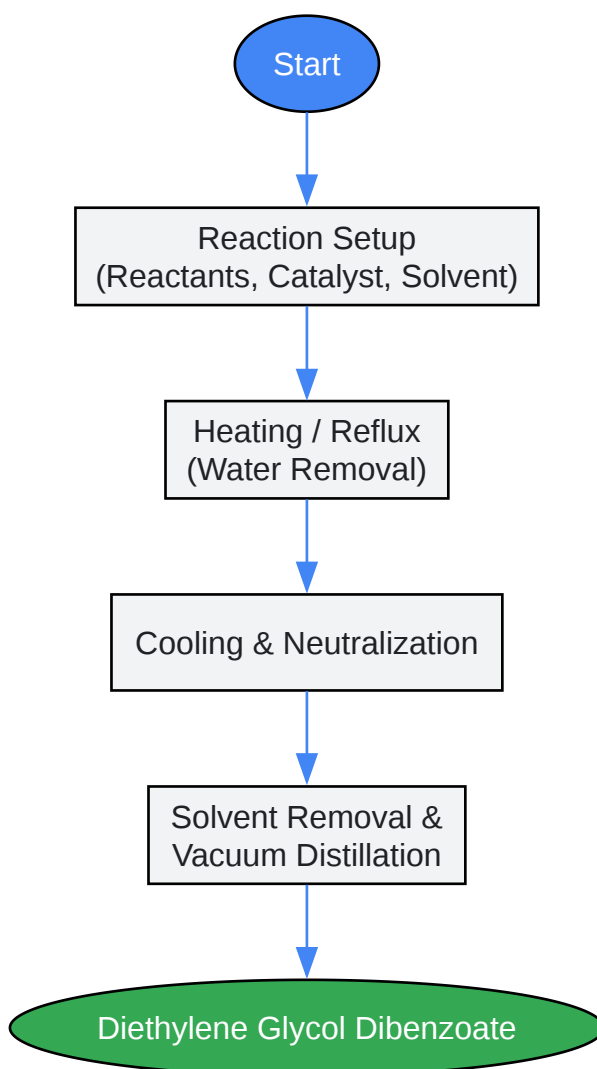 Start
Reaction Setup
(Reactants, Catalyst, Solvent)
Heating / Reflux
(Water Removal)
Cooling & Neutralization
Solvent Removal &
Vacuum Distillation
Diethylene Glycol Dibenzoate